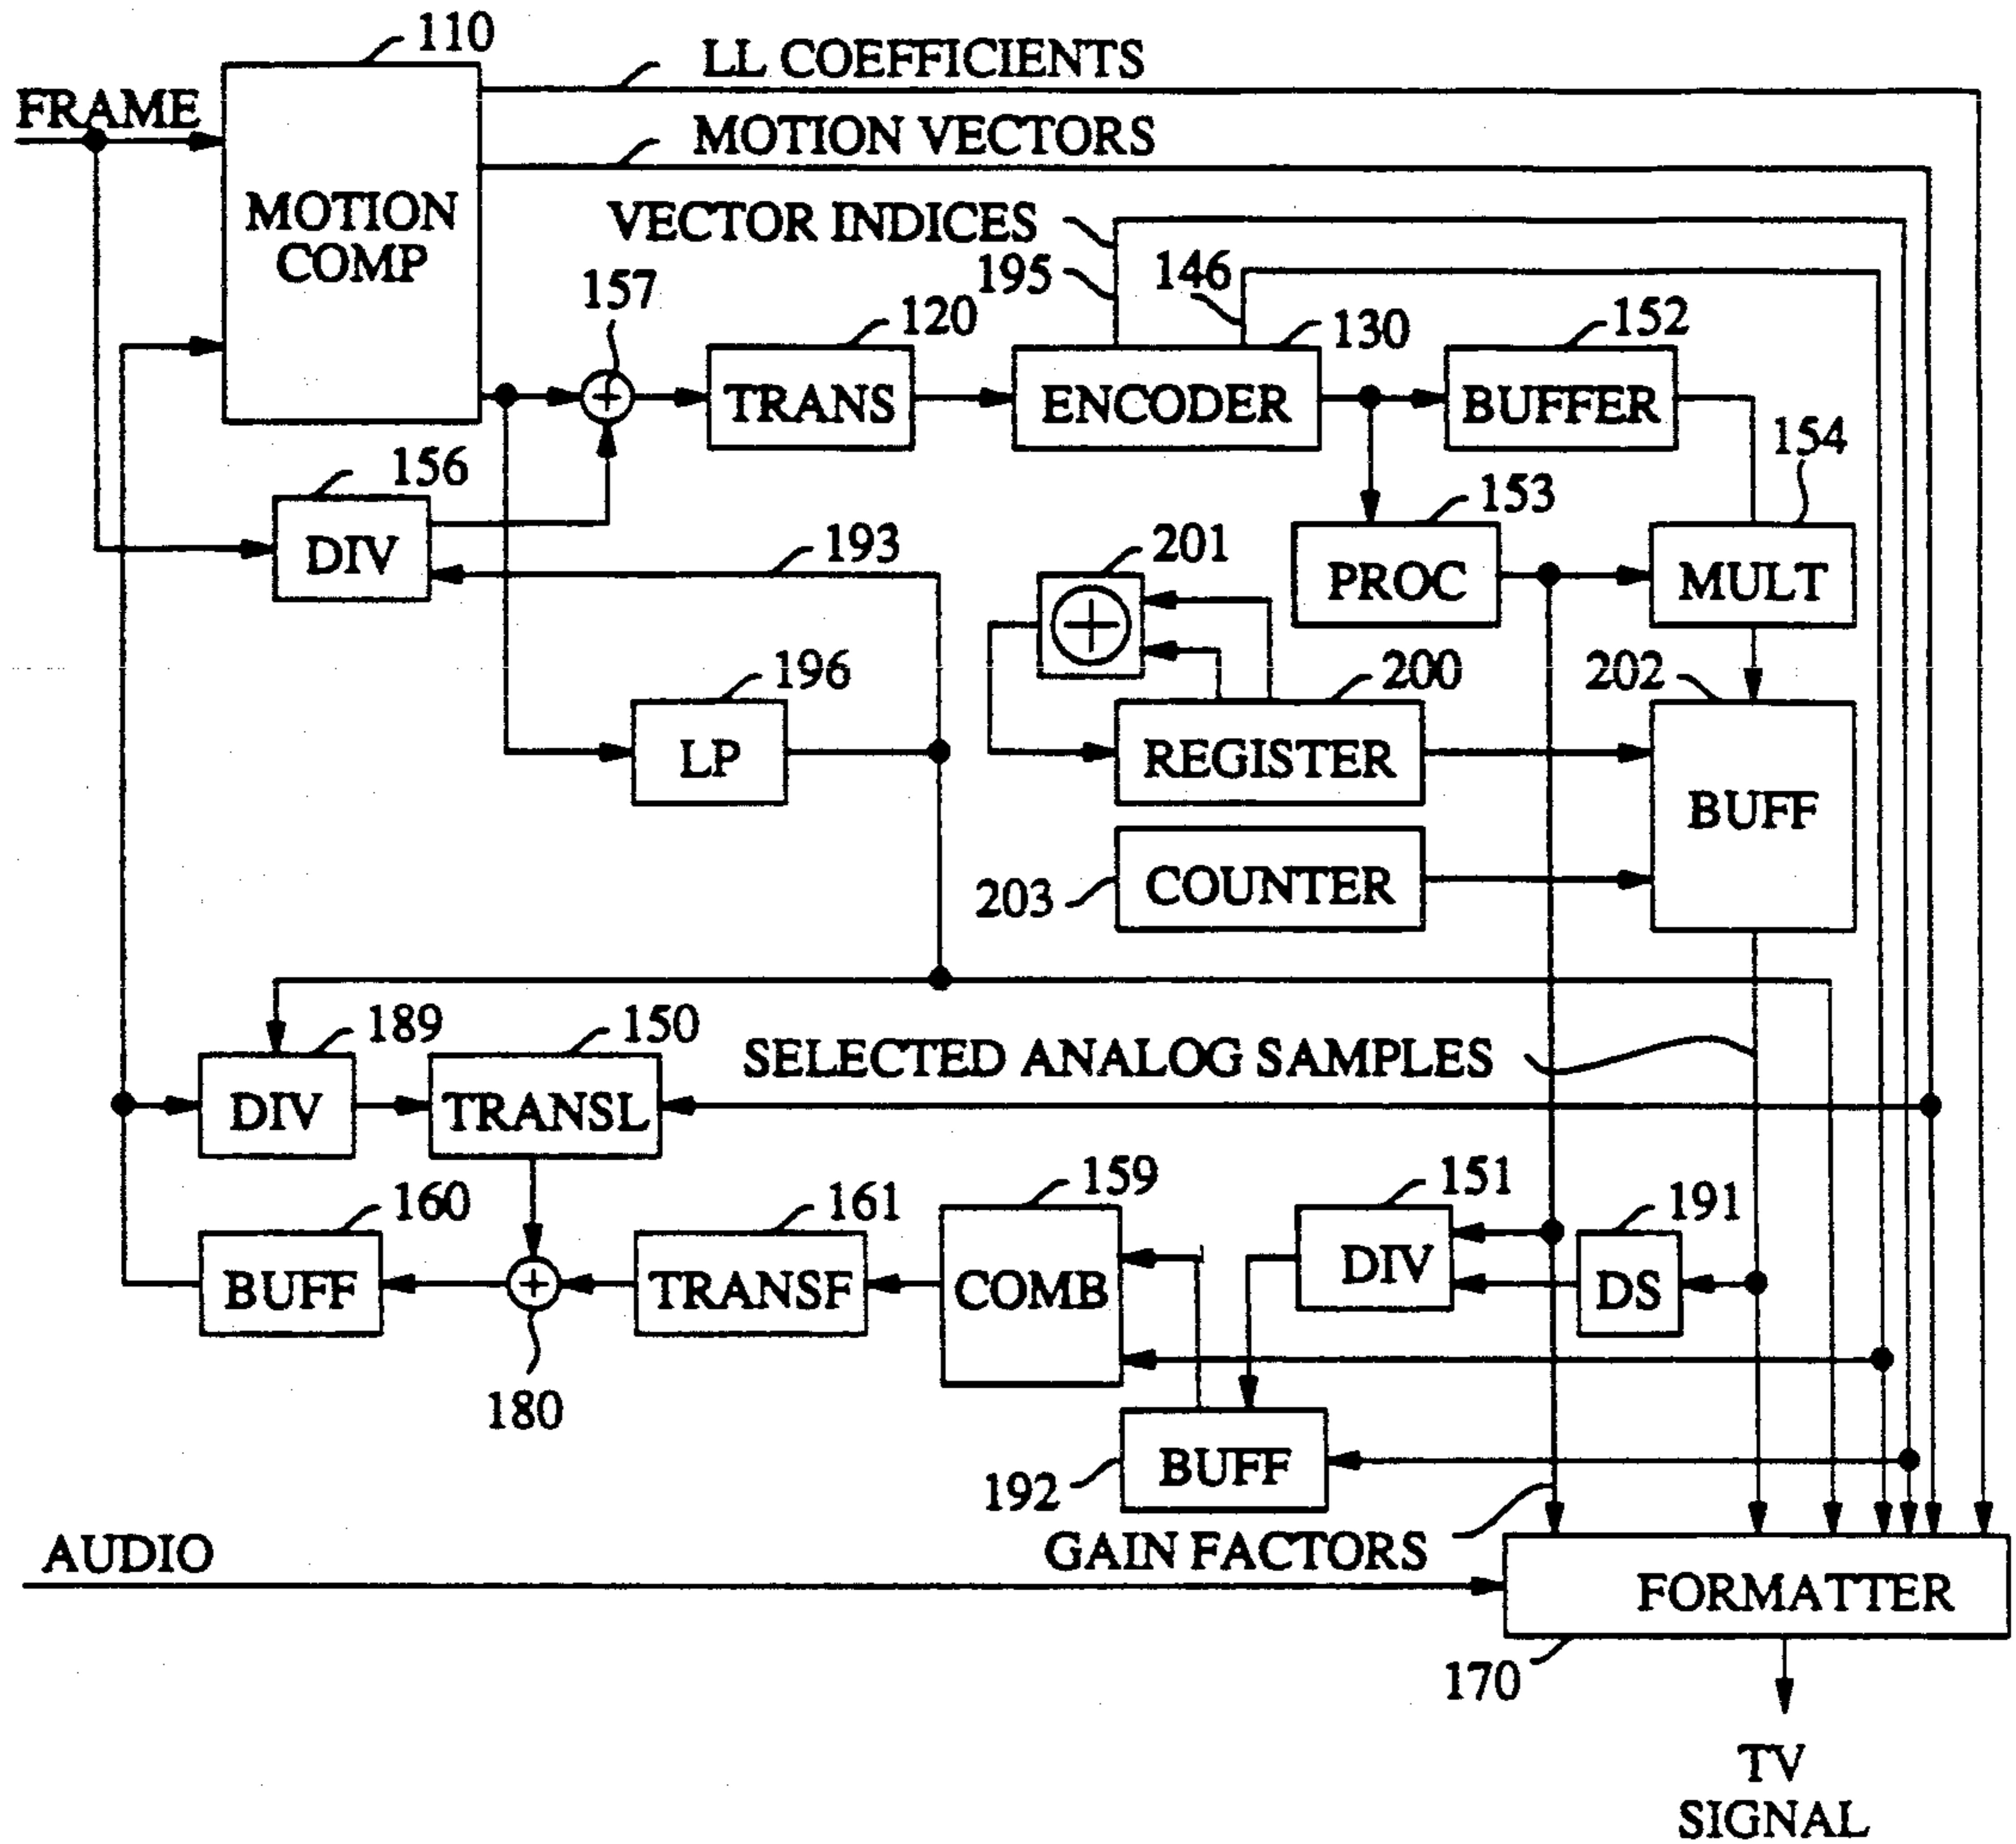 110
LL COEFFICIENTS
FRAME
MOTION VECTORS
MOTION
COMP
VECTOR INDICES
195
146
157
120
130
152
TRANS
ENCODER
BUFFER
154
156
153
DIV
193
201
PROC
MULT
196
200
202
LP
REGISTER
BUFF
203
COUNTER
189
150
SELECTED ANALOG SAMPLES
DIV
TRANSL
160
161
159
151
191
BUFF
TRANSF
COMB
DIV
DS
180
192
BUFF
AUDIO
GAIN FACTORS
FORMATTER
170
TV
SIGNAL